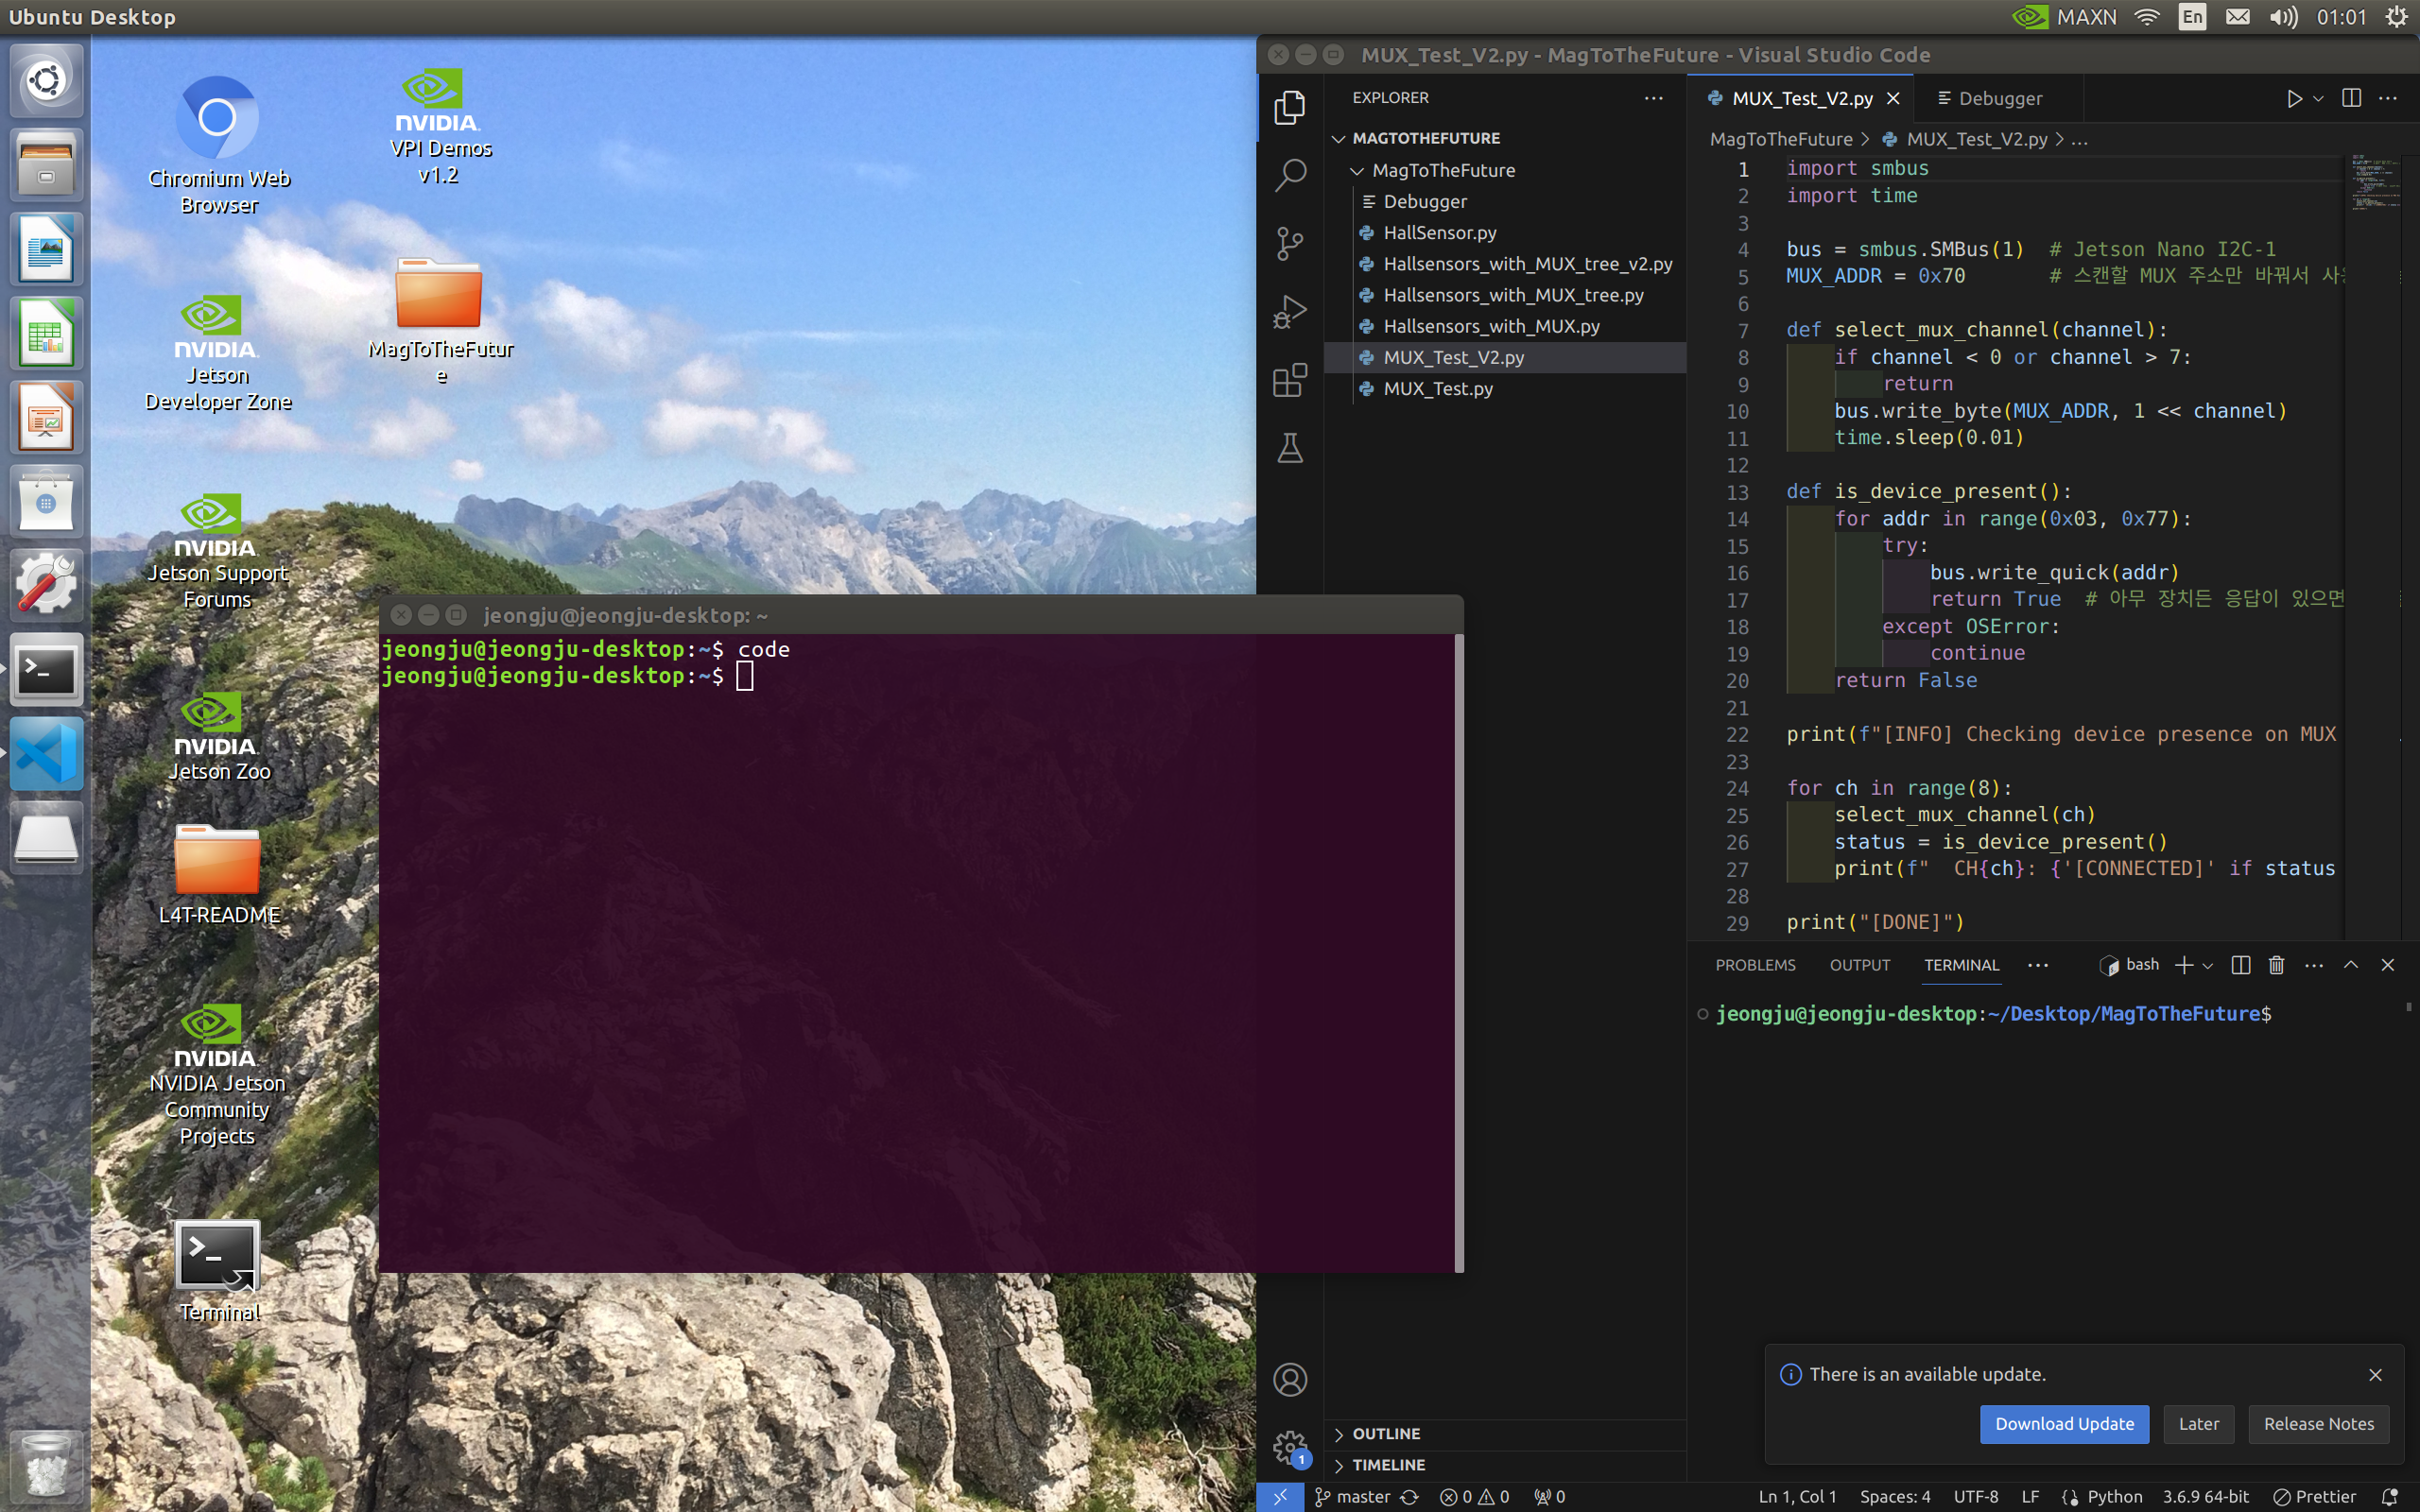 Ubuntu Desktop
MAXN
En
01:01
Chromium Web
Browser
NVIDIA.
VPI Demos
v1.2
NVIDIA.
Jetson
Developer Zone
MagToTheFutur
e
NVIDIA.
Jetson Support
Forums
NVIDIA.
Jetson Zoo
L4T-README
NVIDIA.
NVIDIA Jetson
Community
Projects
Terminal
jeongju@jeongju-desktop: ~
jeongju@jeongju-desktop:~$ code
jeongju@jeongju-desktop:~$
MUX_Test_V2.py - MagToTheFuture - Visual Studio Code
EXPLORER
MAGTOTHEFUTURE
MagToTheFuture
Debugger
HallSensor.py
Hallsensors_with_MUX_tree_v2.py
Hallsensors_with_MUX_tree.py
Hallsensors_with_MUX.py
MUX_Test_V2.py
MUX_Test.py
OUTLINE
TIMELINE
1
MUX_Test_V2.py
Debugger
MagToTheFuture > MUX_Test_V2.py > ...
1 import smbus
2 import time
3
4 bus = smbus.SMBus(1)  # Jetson Nano I2C-1
5 MUX_ADDR = 0x70       # 스캔할 MUX 주소만 바꿔서
6
7 def select_mux_channel(channel):
8     if channel < 0 or channel > 7:
9         return
10     bus.write_byte(MUX_ADDR, 1 << channel)
11     time.sleep(0.01)
12
13 def is_device_present():
14     for addr in range(0x03, 0x77):
15         try:
16             bus.write_quick(addr)
17             return True  # 아무 장치든 응답이 있으면
18         except OSError:
19             continue
20     return False
21
22 print(f"[INFO] Checking device presence on MUX
23
24 for ch in range(8):
25     select_mux_channel(ch)
26     status = is_device_present()
27     print(f"  CH{ch}: {'[CONNECTED]' if status
28
29 print("[DONE]")
PROBLEMS OUTPUT TERMINAL ... bash
jeongju@jeongju-desktop:~/Desktop/MagToTheFuture$
There is an available update.
Download Update
Later
Release Notes
master 0 0 0 Ln 1, Col 1 Spaces: 4 UTF-8 LF Python 3.6.9 64-bit Prettier